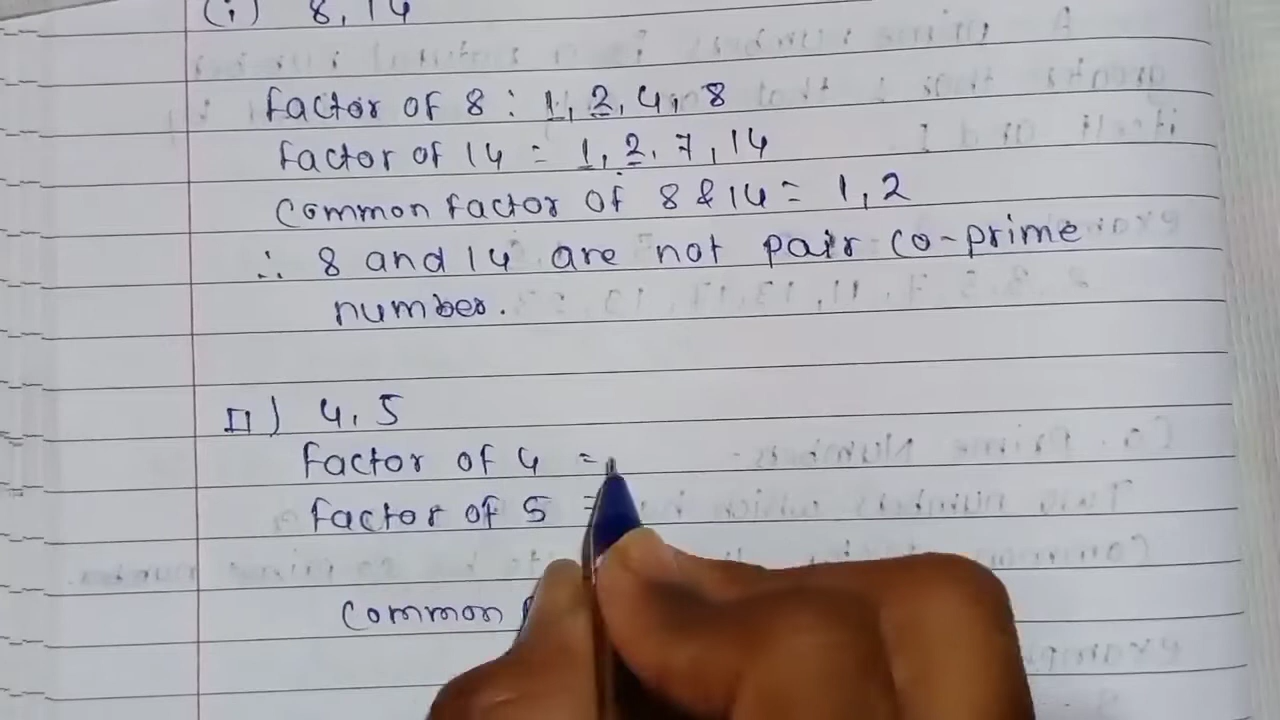 (i) 8, 14
factor of 8 : 1, 2, 4, 8
factor of 14 = 1, 2, 7, 14
common factor of 8 & 14 = 1, 2
∴ 8 and 14 are not pair co-prime
number.
II) 4, 5
factor of 4 =
factor of 5 =
common